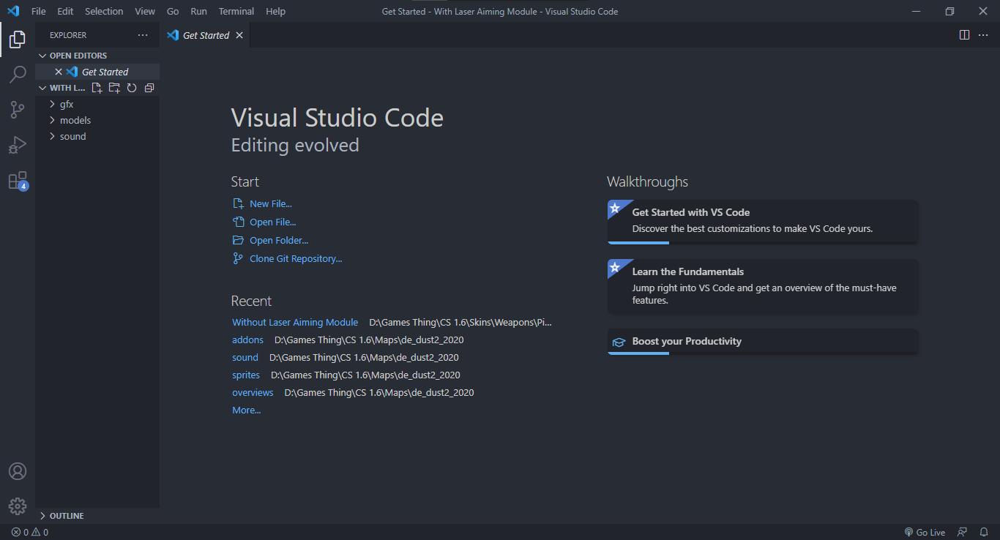 File Edit Selection View Go Run Terminal Help
Get Started - With Laser Aiming Module - Visual Studio Code
EXPLORER
Get Started
OPEN EDITORS
Get Started
WITH L...
gfx
models
sound
4
OUTLINE
Visual Studio Code
Editing evolved
Start
New File...
Open File...
Open Folder...
Clone Git Repository...
Recent
Without Laser Aiming Module D:\Games Thing\CS 1.6\Skins\Weapons\Pi...
addons D:\Games Thing\CS 1.6\Maps\de_dust2_2020
sound D:\Games Thing\CS 1.6\Maps\de_dust2_2020
sprites D:\Games Thing\CS 1.6\Maps\de_dust2_2020
overviews D:\Games Thing\CS 1.6\Maps\de_dust2_2020
More...
Walkthroughs
Get Started with VS Code
Discover the best customizations to make VS Code yours.
Learn the Fundamentals
Jump right into VS Code and get an overview of the must-have
features.
Boost your Productivity
0 0
Go Live